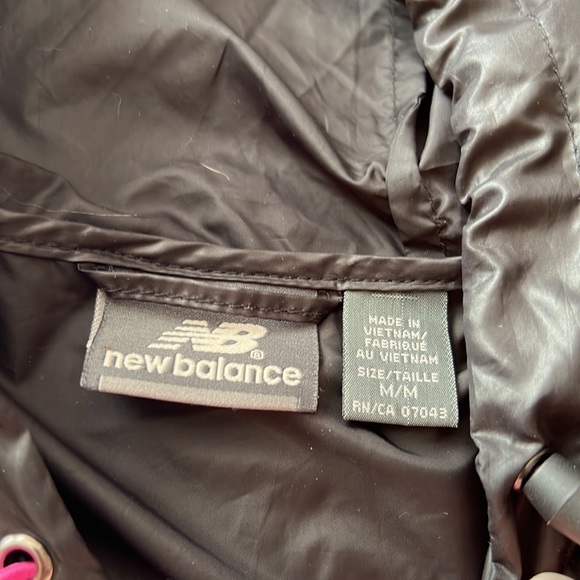 NB
new balance®
MADE IN
VIETNAM/
FABRIQUÉ
AU VIETNAM
SIZE/TAILLE
M/M
RN/CA 07043